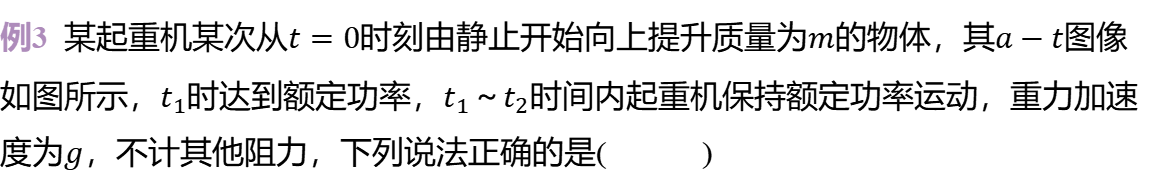 例3 某起重机某次从t = 0时刻由静止开始向上提升质量为m的物体，其a − t图像
如图所示，t₁时达到额定功率，t₁ ~ t₂时间内起重机保持额定功率运动，重力加速
度为g，不计其他阻力，下列说法正确的是( )